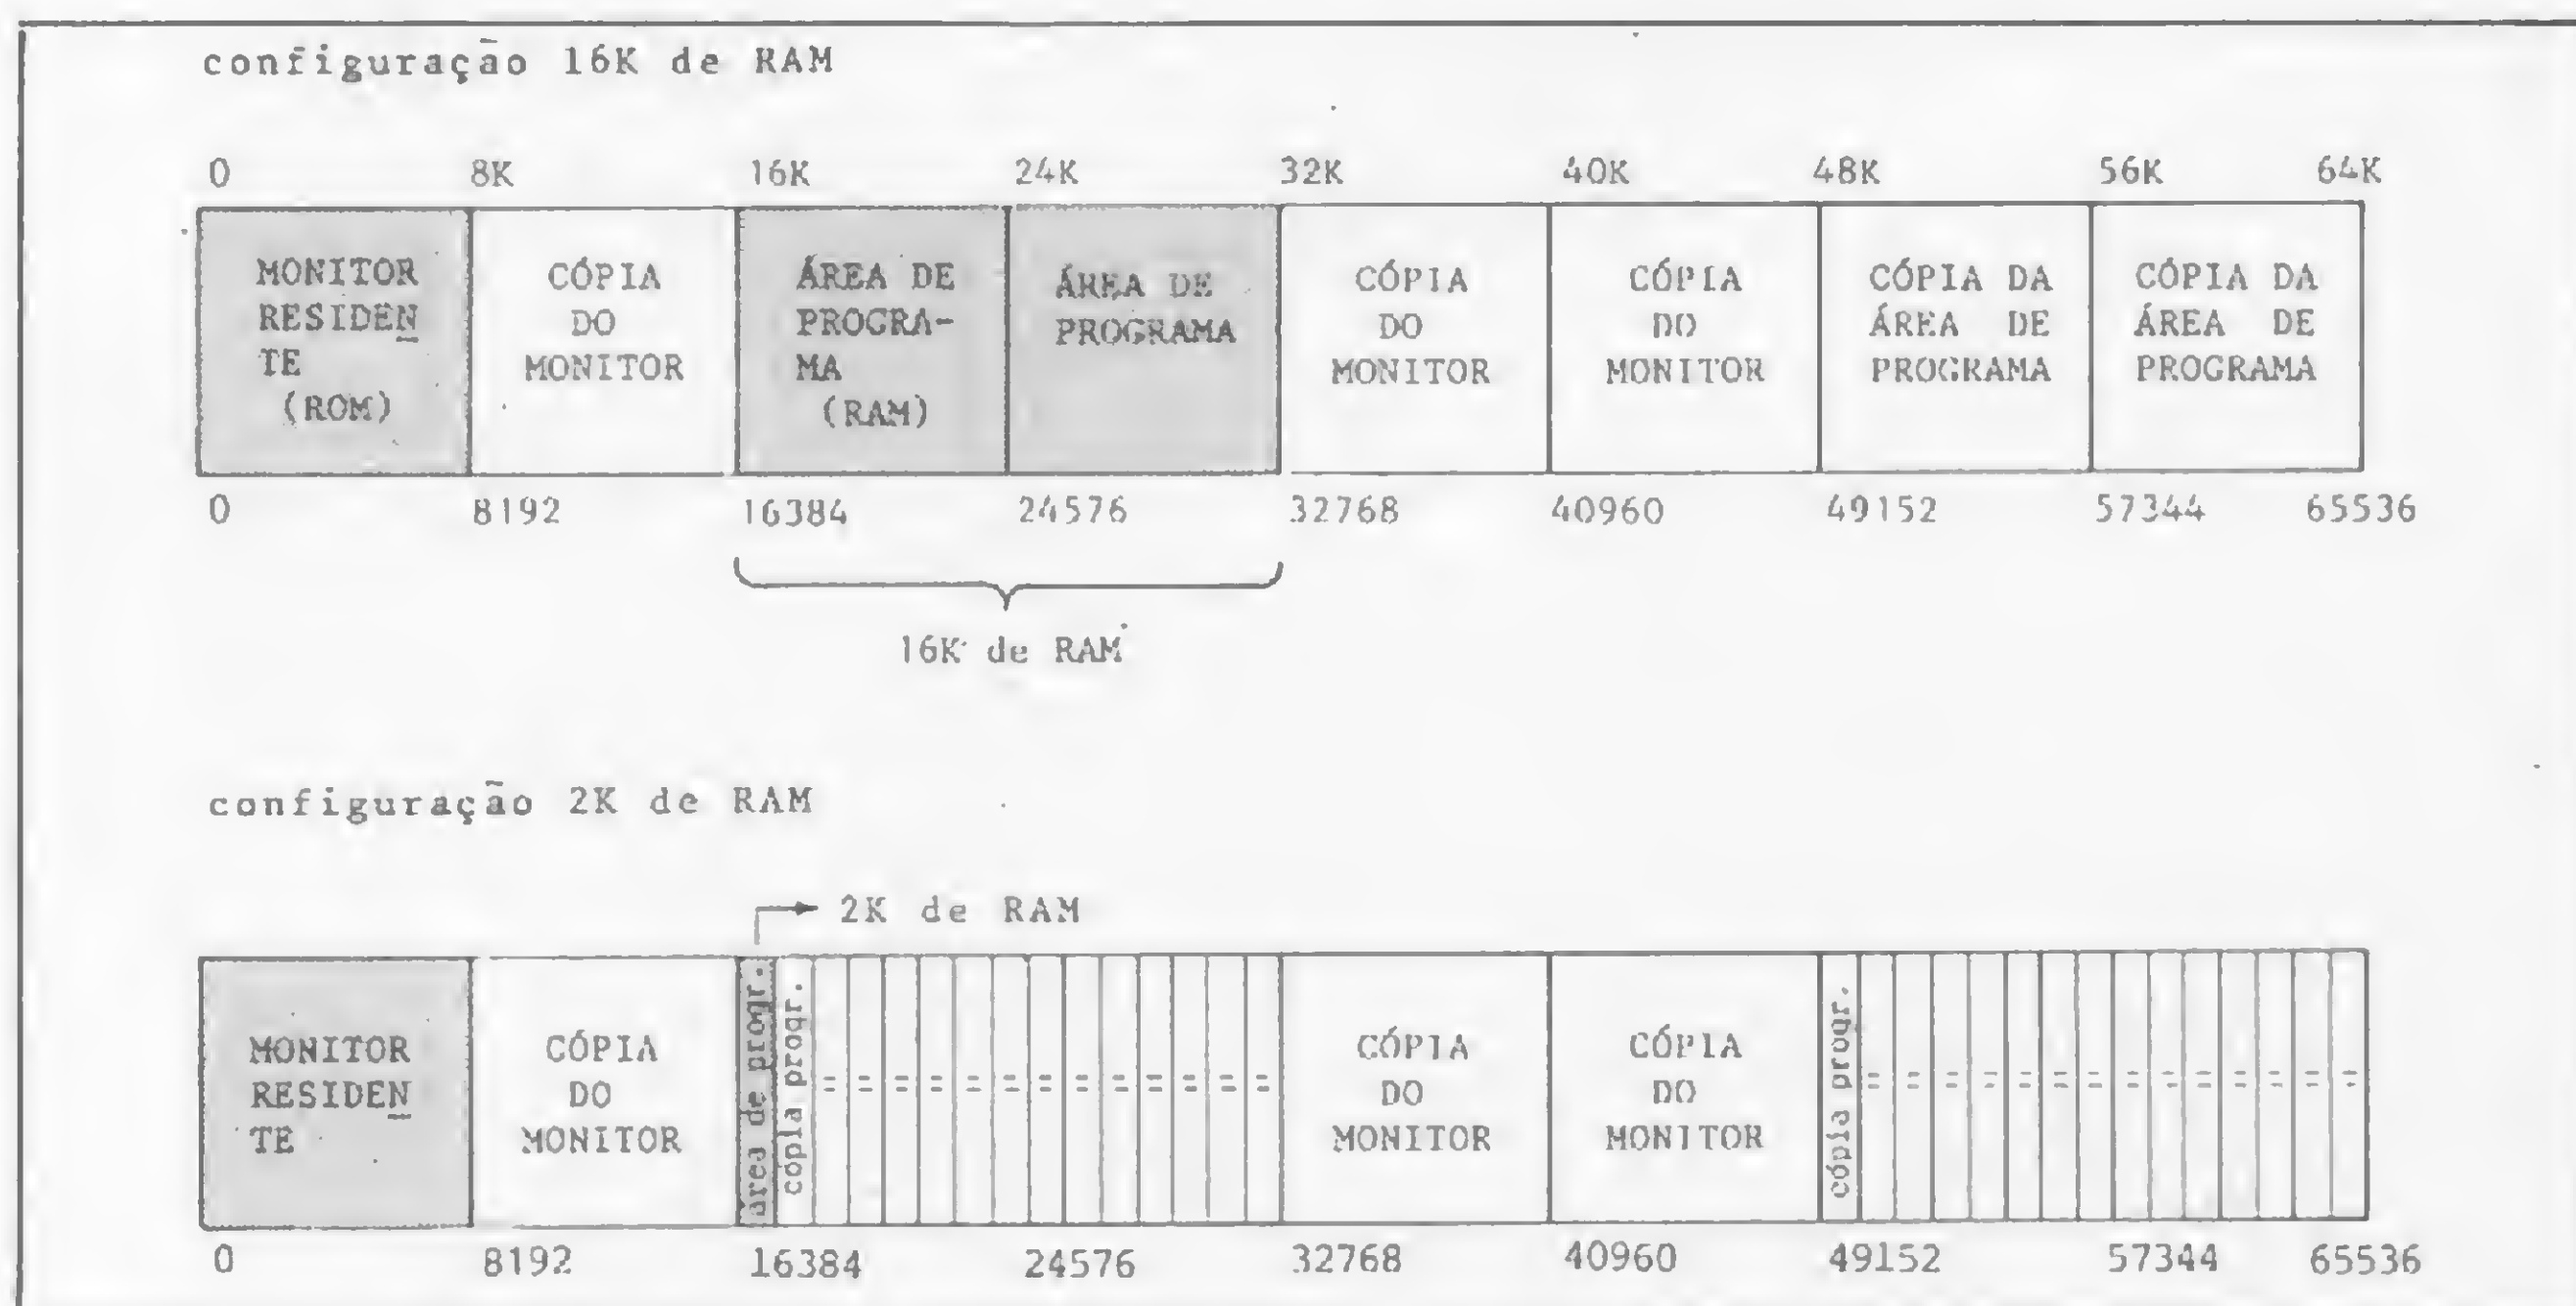 configuração 16K de RAM
0 8K 16K 24K 32K 40K 48K 56K 64K
MONITOR
RESIDEN
TE
(ROM)
CÓPIA
DO
MONITOR
ÁREA DE
PROGRA-
MA
(RAM)
ÁREA DE
PROGRAMA
CÓPIA
DO
MONITOR
CÓPIA
DO
MONITOR
CÓPIA DA
ÁREA DE
PROGRAMA
CÓPIA DA
ÁREA DE
PROGRAMA
0 8192 16384 24576 32768 40960 49152 57344 65536
16K de RAM
configuração 2K de RAM
2K de RAM
MONITOR
RESIDEN
TE
CÓPIA
DO
MONITOR
área de progr.
cópia progr.
= = = = = = = = = = = = =
CÓPIA
DO
MONITOR
CÓPIA
DO
MONITOR
cópia progr.
= = = = = = = = = = = = = =
0 8192 16384 24576 32768 40960 49152 57344 65536